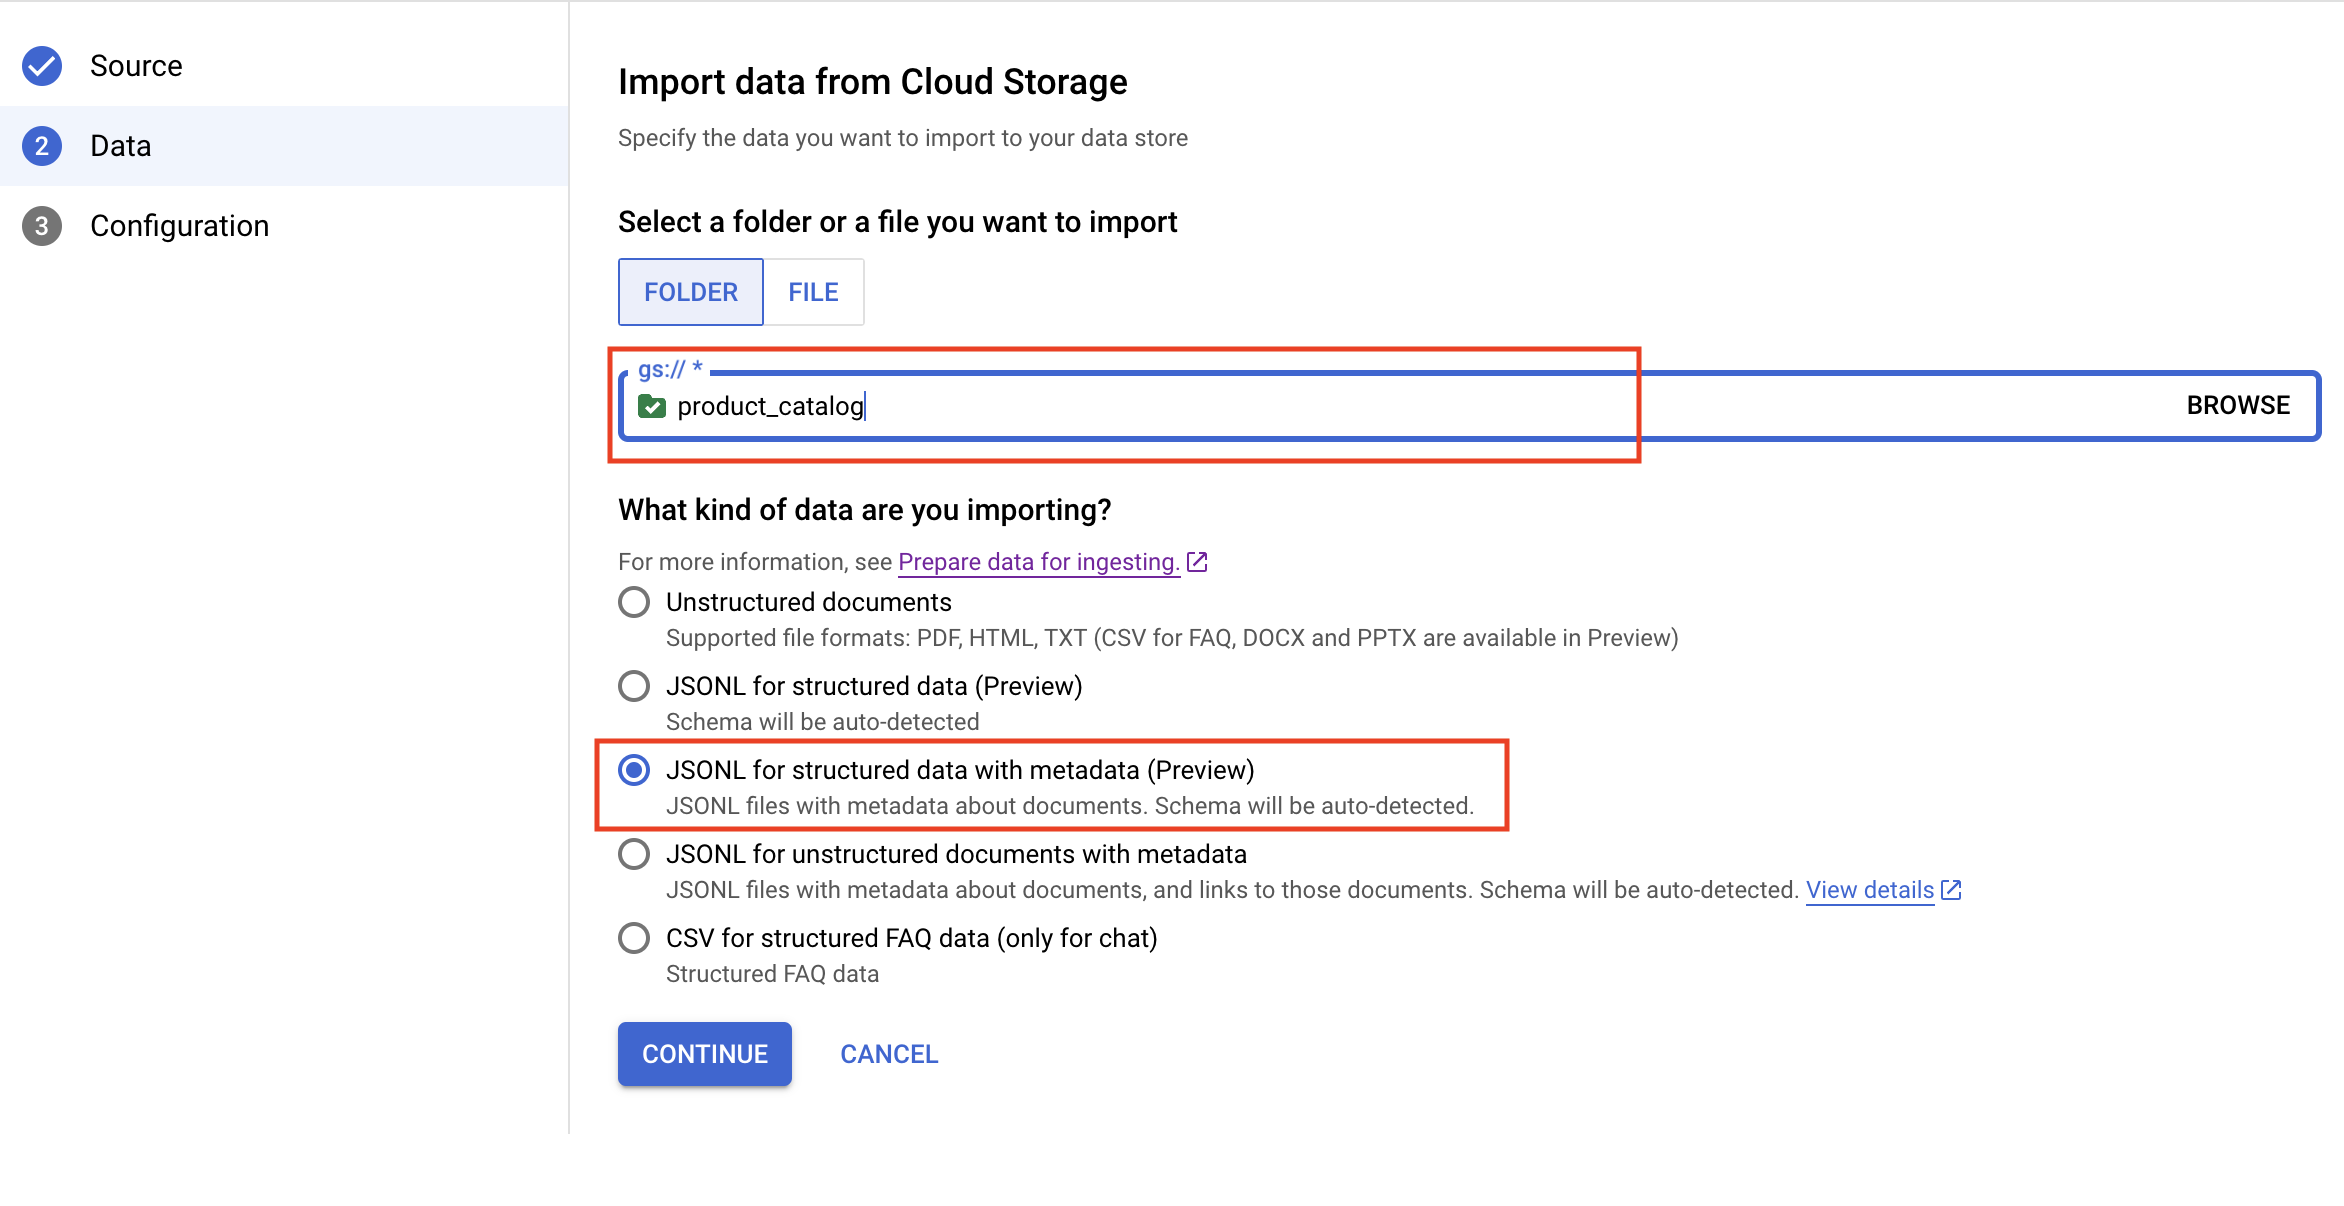 Source
2 Data
3 Configuration
Import data from Cloud Storage
Specify the data you want to import to your data store
Select a folder or a file you want to import
FOLDER FILE
gs:// *
product_catalog BROWSE
What kind of data are you importing?
For more information, see Prepare data for ingesting.
Unstructured documents
Supported file formats: PDF, HTML, TXT (CSV for FAQ, DOCX and PPTX are available in Preview)
JSONL for structured data (Preview)
Schema will be auto-detected
JSONL for structured data with metadata (Preview)
JSONL files with metadata about documents. Schema will be auto-detected.
JSONL for unstructured documents with metadata
JSONL files with metadata about documents, and links to those documents. Schema will be auto-detected. View details
CSV for structured FAQ data (only for chat)
Structured FAQ data
CONTINUE CANCEL